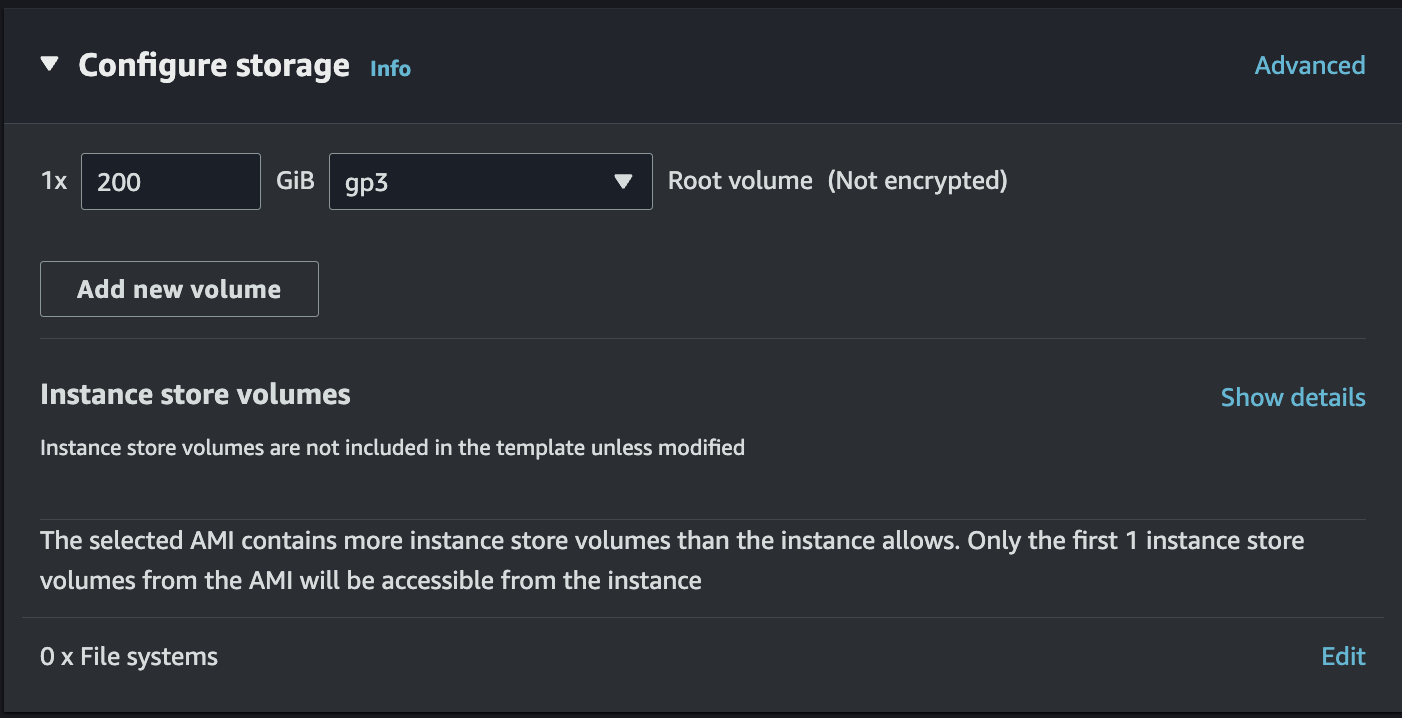 Configure storage Info Advanced
1x 200 GiB gp3 Root volume (Not encrypted)
Add new volume
Instance store volumes Show details
Instance store volumes are not included in the template unless modified
The selected AMI contains more instance store volumes than the instance allows. Only the first 1 instance store
volumes from the AMI will be accessible from the instance
0 x File systems Edit